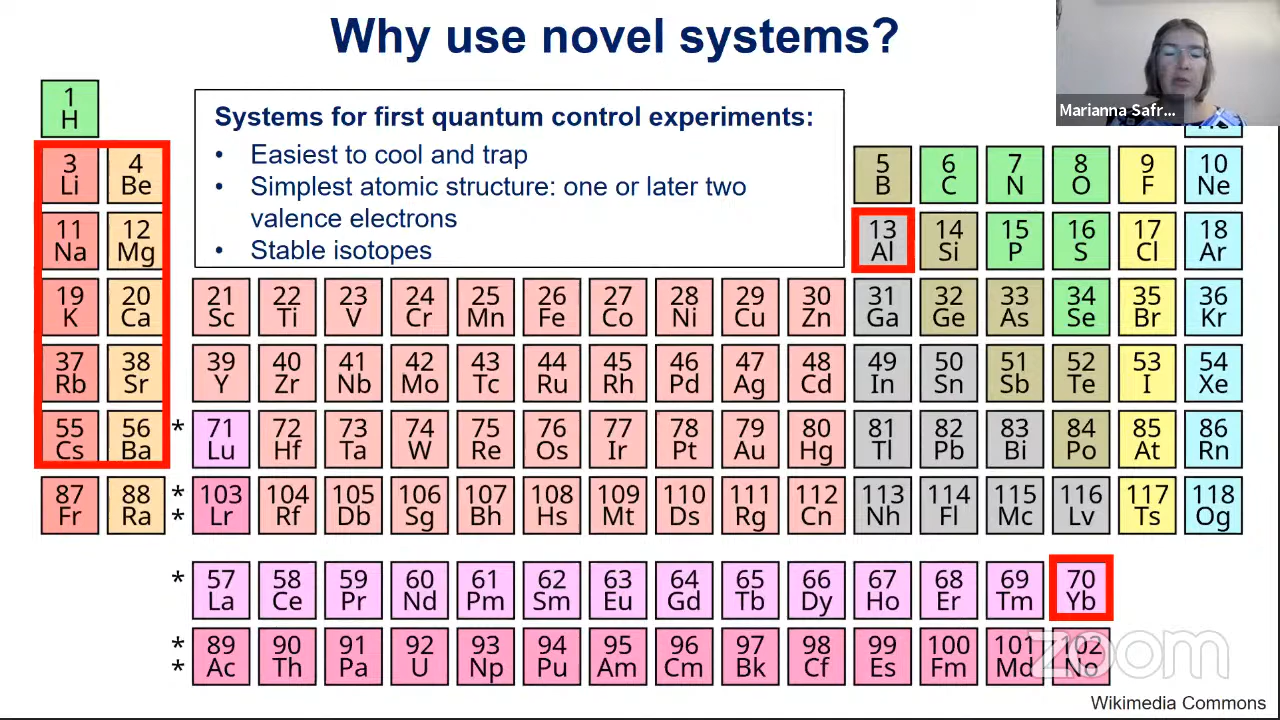 Why use novel systems?
Marianna Safr...
1
H
Systems for first quantum control experiments:
• Easiest to cool and trap
• Simplest atomic structure: one or later two
valence electrons
• Stable isotopes
3 4 5 6 7 8 9 10
Li Be B C N O F Ne
11 12 13 14 15 16 17 18
Na Mg Al Si P S Cl Ar
19 20 21 22 23 24 25 26 27 28 29 30 31 32 33 34 35 36
K Ca Sc Ti V Cr Mn Fe Co Ni Cu Zn Ga Ge As Se Br Kr
37 38 39 40 41 42 43 44 45 46 47 48 49 50 51 52 53 54
Rb Sr Y Zr Nb Mo Tc Ru Rh Pd Ag Cd In Sn Sb Te I Xe
55 56 * 71 72 73 74 75 76 77 78 79 80 81 82 83 84 85 86
Cs Ba Lu Hf Ta W Re Os Ir Pt Au Hg Tl Pb Bi Po At Rn
87 88 * 103 104 105 106 107 108 109 110 111 112 113 114 115 116 117 118
Fr Ra * Lr Rf Db Sg Bh Hs Mt Ds Rg Cn Nh Fl Mc Lv Ts Og
* 57 58 59 60 61 62 63 64 65 66 67 68 69 70
La Ce Pr Nd Pm Sm Eu Gd Tb Dy Ho Er Tm Yb
* 89 90 91 92 93 94 95 96 97 98 99 100 101 102
* Ac Th Pa U Np Pu Am Cm Bk Cf Es Fm Md No
zoom
Wikimedia Commons